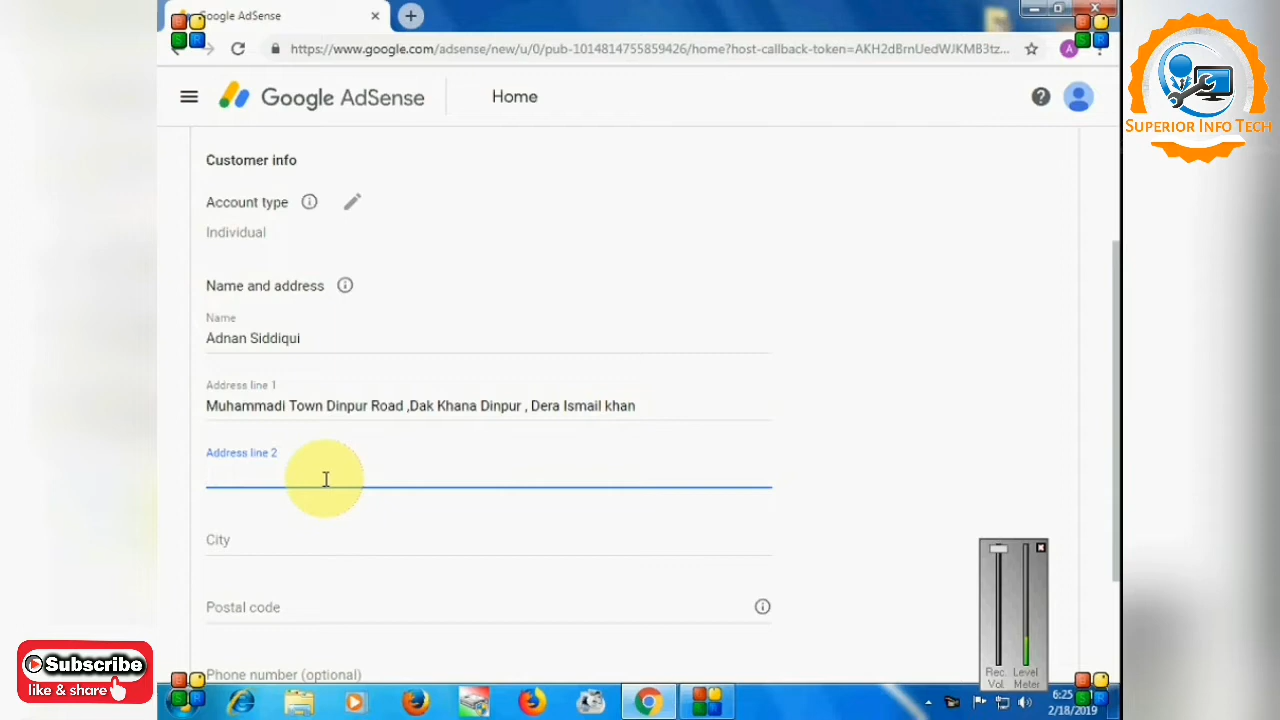 Google AdSense
https://www.google.com/adsense/new/u/0/pub-1014814755859426/home?host-callback-token=AKH2dBrnUedWJKM83tz...
A
SUPERIOR INFO TECH
Google AdSense
Home
Customer info
Account type
Individual
Name and address
Name
Adnan Siddiqui
Address line 1
Muhammadi Town Dinpur Road ,Dak Khana Dinpur , Dera Ismail khan
Address line 2
City
Postal code
Phone number (optional)
Rec. Level
Vol. Meter
Subscribe
like & share
6:25
2/18/2019